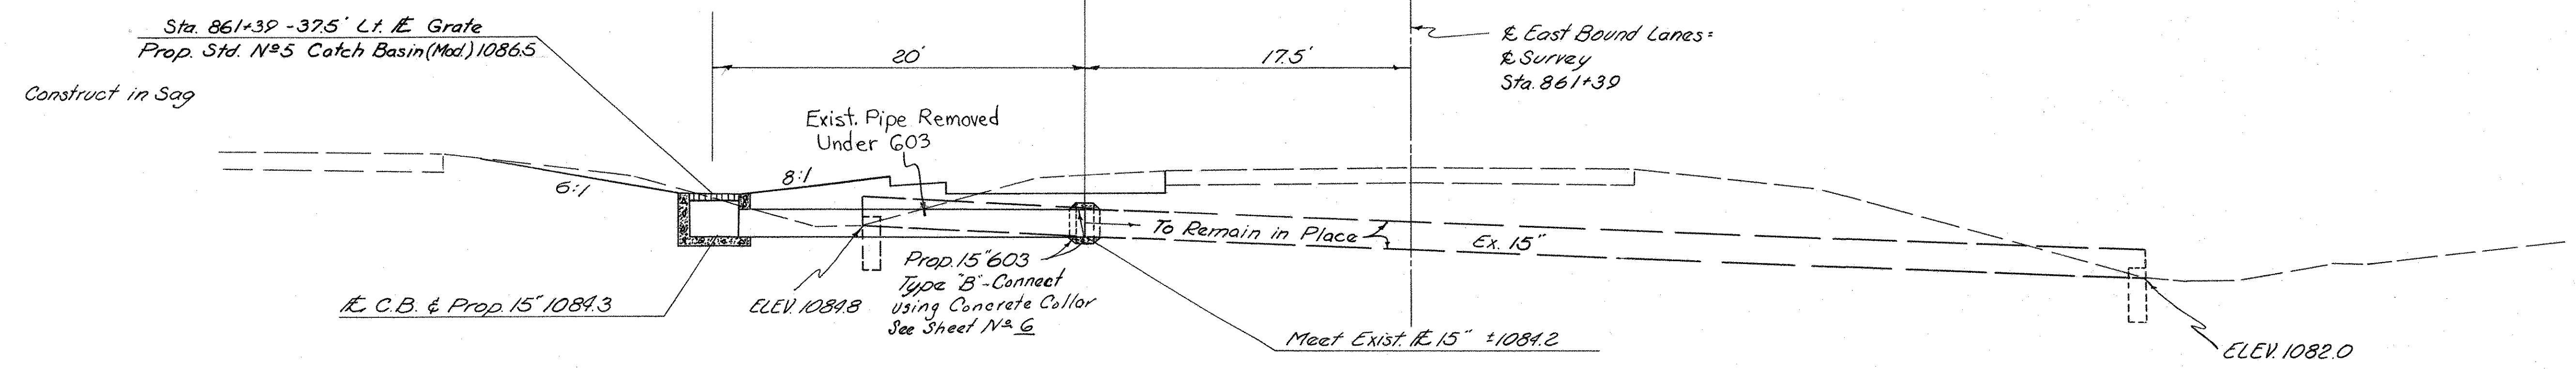 Sta. 861+39 - 37.5' Lt. ⅊ Grate
Prop. Std. Nº5 Catch Basin (Mod.) 1086.5
Construct in Sag
20'
17.5'
℄ East Bound Lanes =
℄ Survey
Sta. 861+39
Exist. Pipe Removed
Under 603
6:1
8:1
To Remain in Place
Ex. 15"
Prop. 15" 603
Type "B" - Connect
using Concrete Collar
See Sheet Nº 6
ELEV. 1084.8
⅊ C.B. & Prop. 15" 1084.3
Meet Exist. ⅊ 15" ±1084.2
ELEV. 1082.0